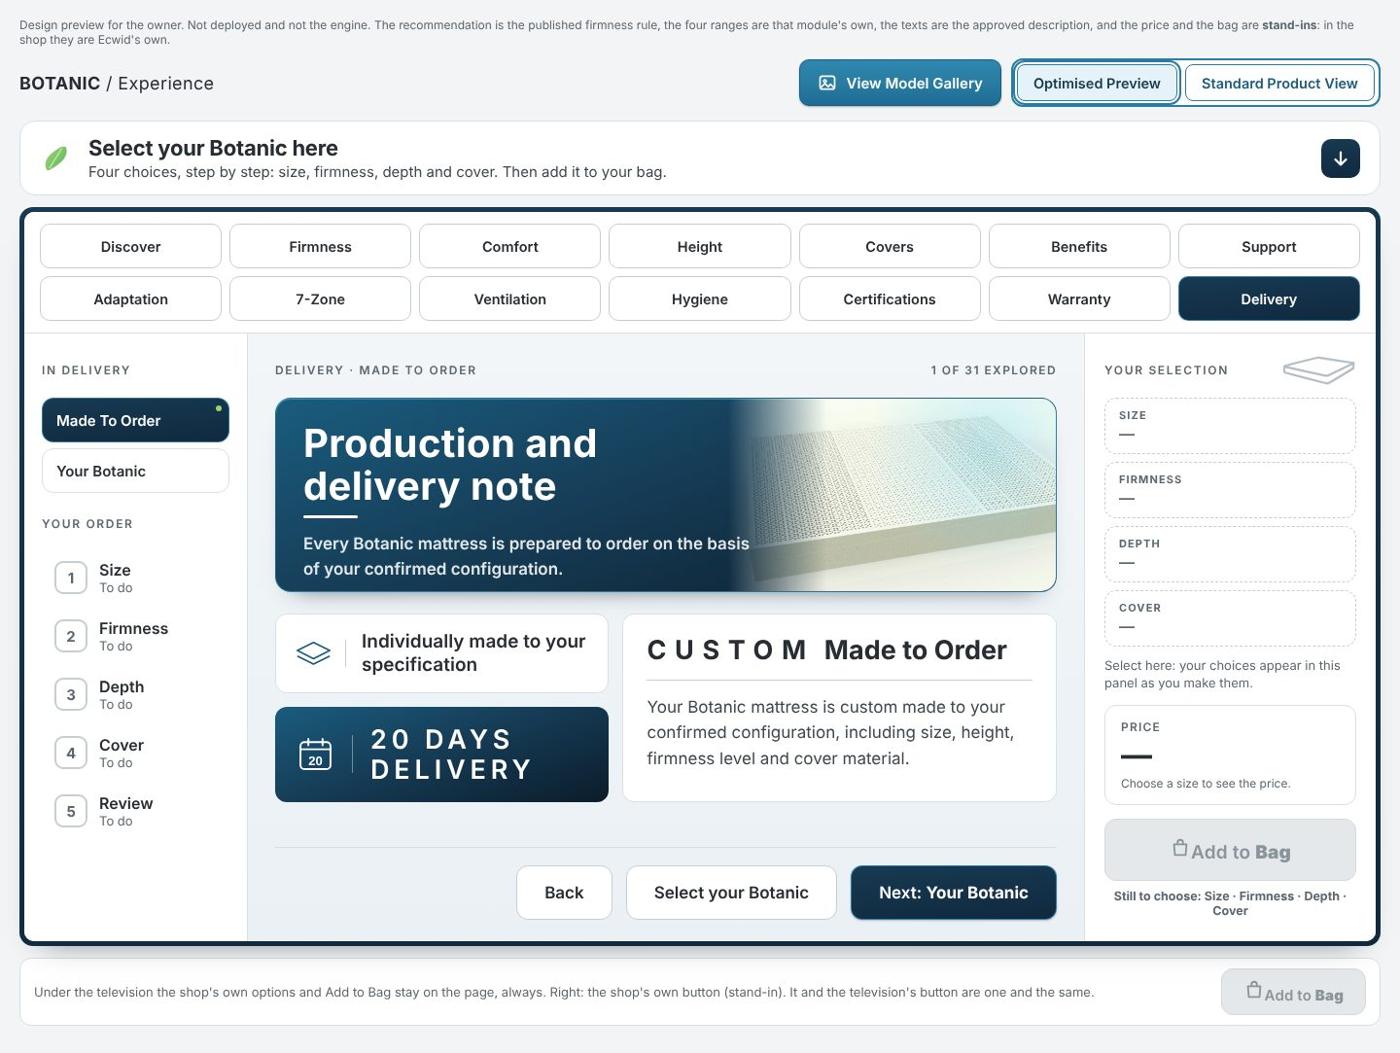 Design preview for the owner. Not deployed and not the engine. The recommendation is the published firmness rule, the four ranges are that module's own, the texts are the approved description, and the price and the bag are stand-ins: in the
shop they are Ecwid's own.
BOTANIC / Experience
View Model Gallery
Optimised Preview
Standard Product View
Select your Botanic here
Four choices, step by step: size, firmness, depth and cover. Then add it to your bag.
Discover
Firmness
Comfort
Height
Covers
Benefits
Support
Adaptation
7-Zone
Ventilation
Hygiene
Certifications
Warranty
Delivery
IN DELIVERY
Made To Order
Your Botanic
YOUR ORDER
1
Size
To do
2
Firmness
To do
3
Depth
To do
4
Cover
To do
5
Review
To do
DELIVERY · MADE TO ORDER
1 OF 31 EXPLORED
Production and
delivery note
Every Botanic mattress is prepared to order on the basis
of your confirmed configuration.
Individually made to your
specification
20
20 DAYS
DELIVERY
CUSTOM Made to Order
Your Botanic mattress is custom made to your
confirmed configuration, including size, height,
firmness level and cover material.
Back
Select your Botanic
Next: Your Botanic
YOUR SELECTION
SIZE
—
FIRMNESS
—
DEPTH
—
COVER
—
Select here: your choices appear in this
panel as you make them.
PRICE
—
Choose a size to see the price.
Add to Bag
Still to choose: Size · Firmness · Depth ·
Cover
Under the television the shop's own options and Add to Bag stay on the page, always. Right: the shop's own button (stand-in). It and the television's button are one and the same.
Add to Bag